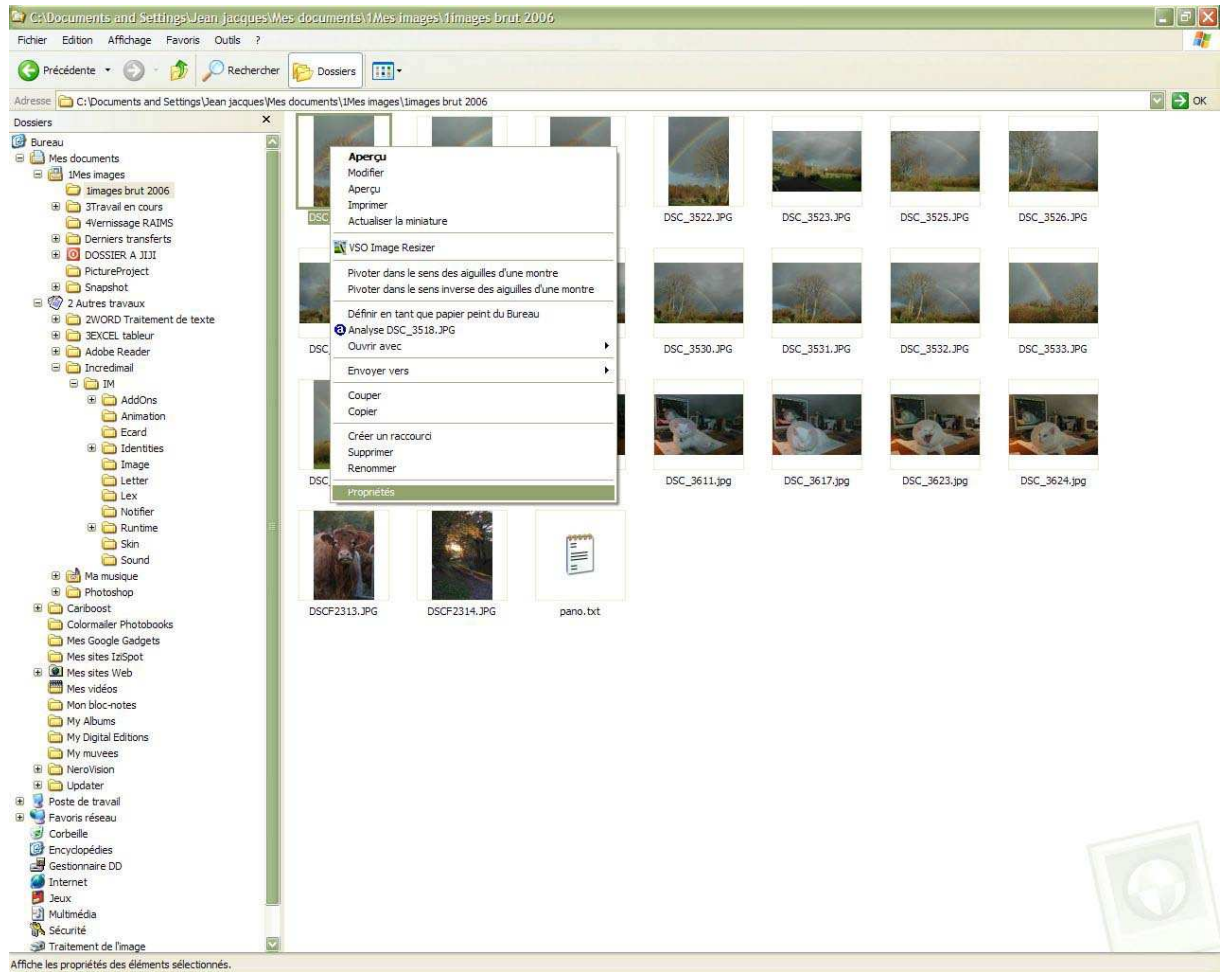 C:\Documents and Settings\Jean jacques\Mes documents\1Mes images\1images brut 2006
Fichier Edition Affichage Favoris Outils ?
Précédente Rechercher Dossiers
Adresse C:\Documents and Settings\Jean jacques\Mes documents\1Mes images\1images brut 2006 OK
Dossiers
Bureau
Mes documents
1Mes images
1images brut 2006
3Travail en cours
4Vernissage RAIMS
Derniers transferts
DOSSIER A JIJI
PictureProject
Snapshot
2 Autres travaux
2WORD Traitement de texte
3EXCEL tableur
Adobe Reader
Incredimail
IM
AddOns
Animation
Ecard
Identities
Image
Letter
Lex
Notifier
Runtime
Skin
Sound
Ma musique
Photoshop
Cariboost
Colormailer Photobooks
Mes Google Gadgets
Mes sites IziSpot
Mes sites Web
Mes vidéos
Mon bloc-notes
My Albums
My Digital Editions
My muvees
NeroVision
Updater
Poste de travail
Favoris réseau
Corbeille
Encyclopédies
Gestionnaire DD
Internet
Jeux
Multimédia
Sécurité
Traitement de l'image
Aperçu
Modifier
Aperçu
Imprimer
Actualiser la miniature
VSO Image Resizer
Pivoter dans le sens des aiguilles d'une montre
Pivoter dans le sens inverse des aiguilles d'une montre
Définir en tant que papier peint du Bureau
Analyse DSC_3518.JPG
Ouvrir avec
Envoyer vers
Couper
Copier
Créer un raccourci
Supprimer
Renommer
Propriétés
DSC DSC_3522.JPG DSC_3523.JPG DSC_3525.JPG DSC_3526.JPG
DSC_ DSC_3530.JPG DSC_3531.JPG DSC_3532.JPG DSC_3533.JPG
DSC_ DSC_3611.jpg DSC_3617.jpg DSC_3623.jpg DSC_3624.jpg
DSCF2313.JPG DSCF2314.JPG pano.txt
Affiche les propriétés des éléments sélectionnés.